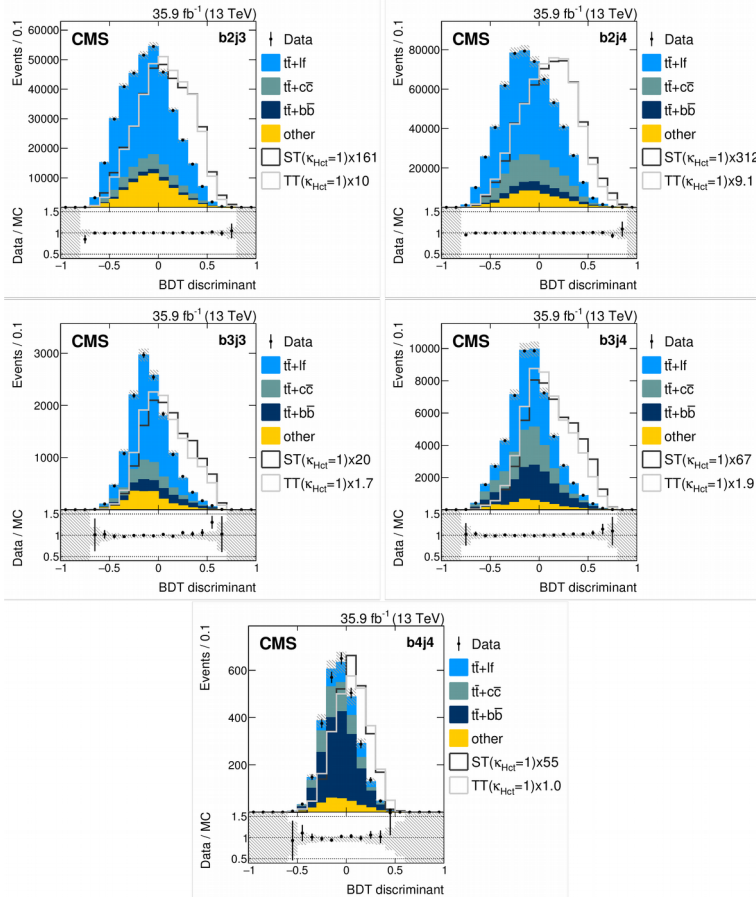 35.9 fb⁻¹ (13 TeV)
CMS b2j3
Events / 0.1
60000
50000
40000
30000
20000
10000
Data
tt̄+lf
tt̄+cc̄
tt̄+bb̄
other
ST(κHct=1)x161
TT(κHct=1)x10
Data / MC
1.5
1
0.5
−1 −0.5 0 0.5 1
BDT discriminant
35.9 fb⁻¹ (13 TeV)
CMS b2j4
Events / 0.1
80000
60000
40000
20000
Data
tt̄+lf
tt̄+cc̄
tt̄+bb̄
other
ST(κHct=1)x312
TT(κHct=1)x9.1
Data / MC
1.5
1
0.5
−1 −0.5 0 0.5 1
BDT discriminant
35.9 fb⁻¹ (13 TeV)
CMS b3j3
Events / 0.1
3000
2000
1000
Data
tt̄+lf
tt̄+cc̄
tt̄+bb̄
other
ST(κHct=1)x20
TT(κHct=1)x1.7
Data / MC
1.5
1
0.5
−1 −0.5 0 0.5 1
BDT discriminant
35.9 fb⁻¹ (13 TeV)
CMS b3j4
Events / 0.1
10000
8000
6000
4000
2000
Data
tt̄+lf
tt̄+cc̄
tt̄+bb̄
other
ST(κHct=1)x67
TT(κHct=1)x1.9
Data / MC
1.5
1
0.5
−1 −0.5 0 0.5 1
BDT discriminant
35.9 fb⁻¹ (13 TeV)
CMS b4j4
Events / 0.1
600
400
200
Data
tt̄+lf
tt̄+cc̄
tt̄+bb̄
other
ST(κHct=1)x55
TT(κHct=1)x1.0
Data / MC
1.5
1
0.5
−1 −0.5 0 0.5 1
BDT discriminant